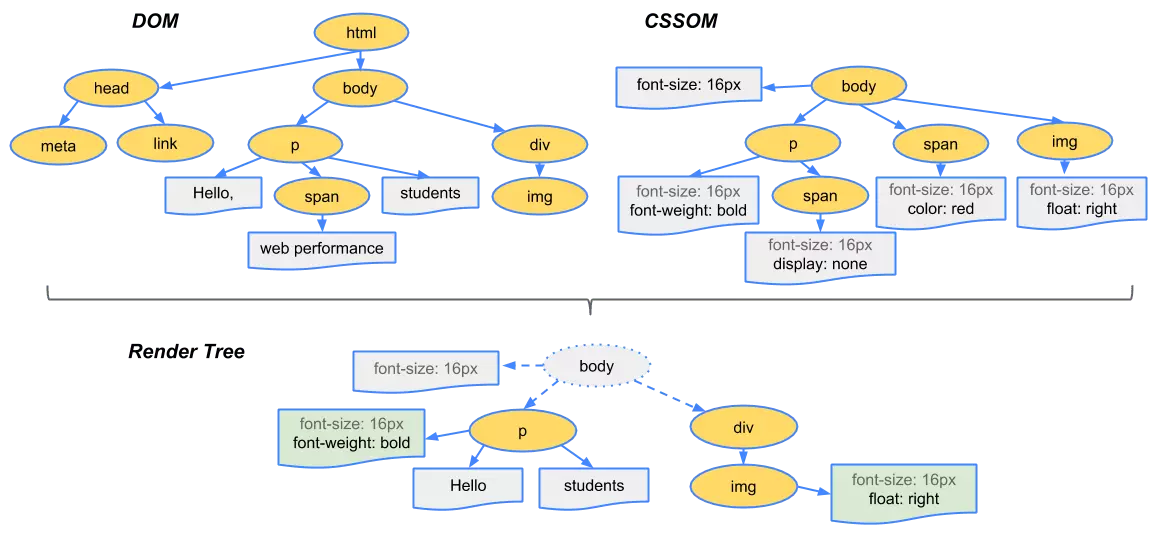 DOM
html
head
body
meta
link
p
div
Hello,
span
students
img
web performance
CSSOM
font-size: 16px
body
p
span
img
font-size: 16px
font-weight: bold
span
font-size: 16px
color: red
font-size: 16px
float: right
font-size: 16px
display: none
Render Tree
font-size: 16px
body
font-size: 16px
font-weight: bold
p
div
Hello
students
img
font-size: 16px
float: right